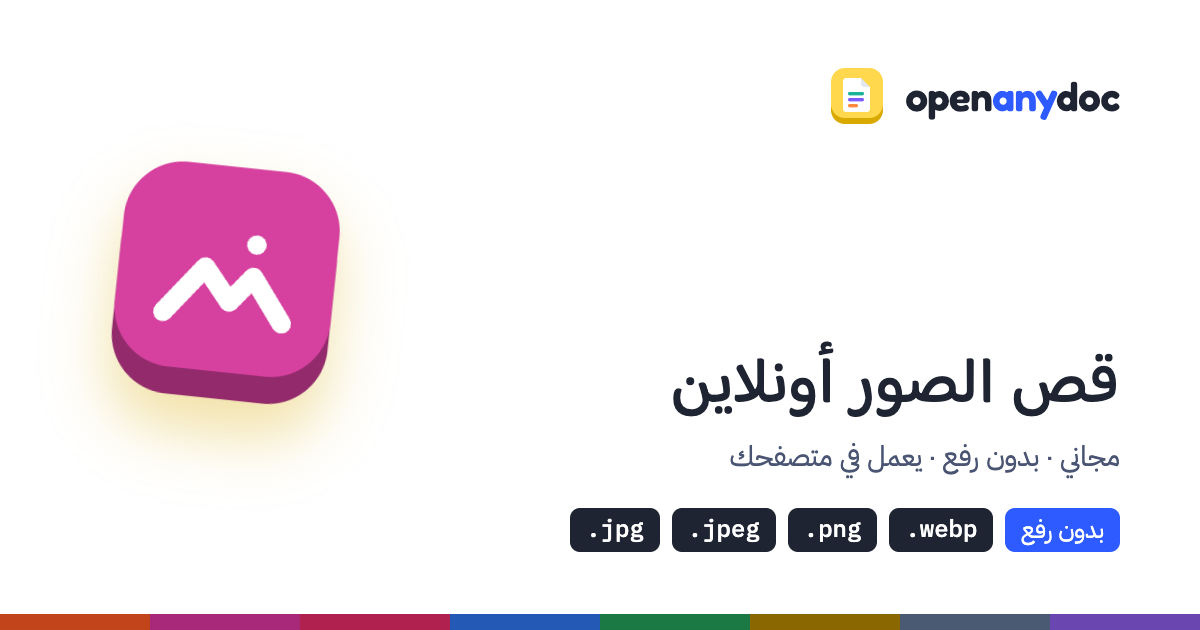 openanydoc
قص الصور أونلاين
مجاني · بدون رفع · يعمل في متصفحك
بدون رفع .webp .png .jpeg .jpg